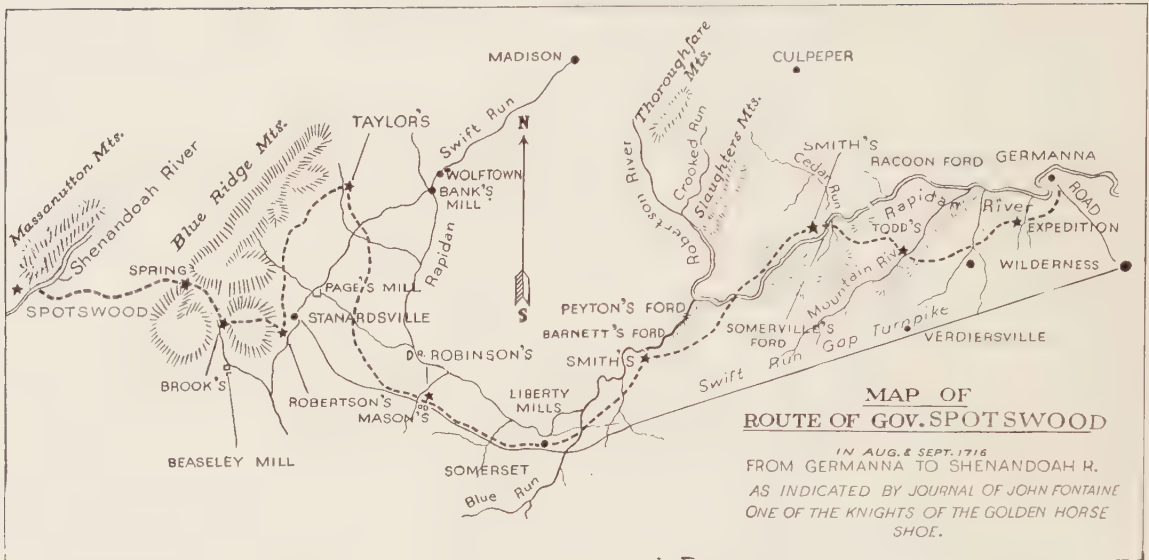 MADISON
CULPEPER
Thoroughfare
Mts.
TAYLOR'S
Swift Run
N
WOLFTOWN
BANK'S
MILL
Massanutton Mts.
Shenandoah River
Blue Ridge Mts.
Robertson River
Crooked Run
Slaughters Mts.
SMITH'S
Cedar Run
RACOON FORD
GERMANNA
ROAD
Rapidan River
TODD'S
EXPEDITION
SPRING
SPOTSWOOD
PAGE'S MILL
Rapidan
STANARDSVILLE
S
Mountain Riv
WILDERNESS
PEYTON'S FORD
BARNETT'S FORD
SMITH'S
SOMERVILLE'S
FORD
VERDIERSVILLE
Swift Run Gap Turnpike
DR. ROBINSON'S
BROOK'S
ROBERTSON'S
MASON'S
LIBERTY
MILLS
BEASELEY MILL
SOMERSET
Blue Run
MAP OF
ROUTE OF GOV. SPOTSWOOD
IN AUG. & SEPT. 1716
FROM GERMANNA TO SHENANDOAH R.
AS INDICATED BY JOURNAL OF JOHN FONTAINE
ONE OF THE KNIGHTS OF THE GOLDEN HORSE
SHOE.